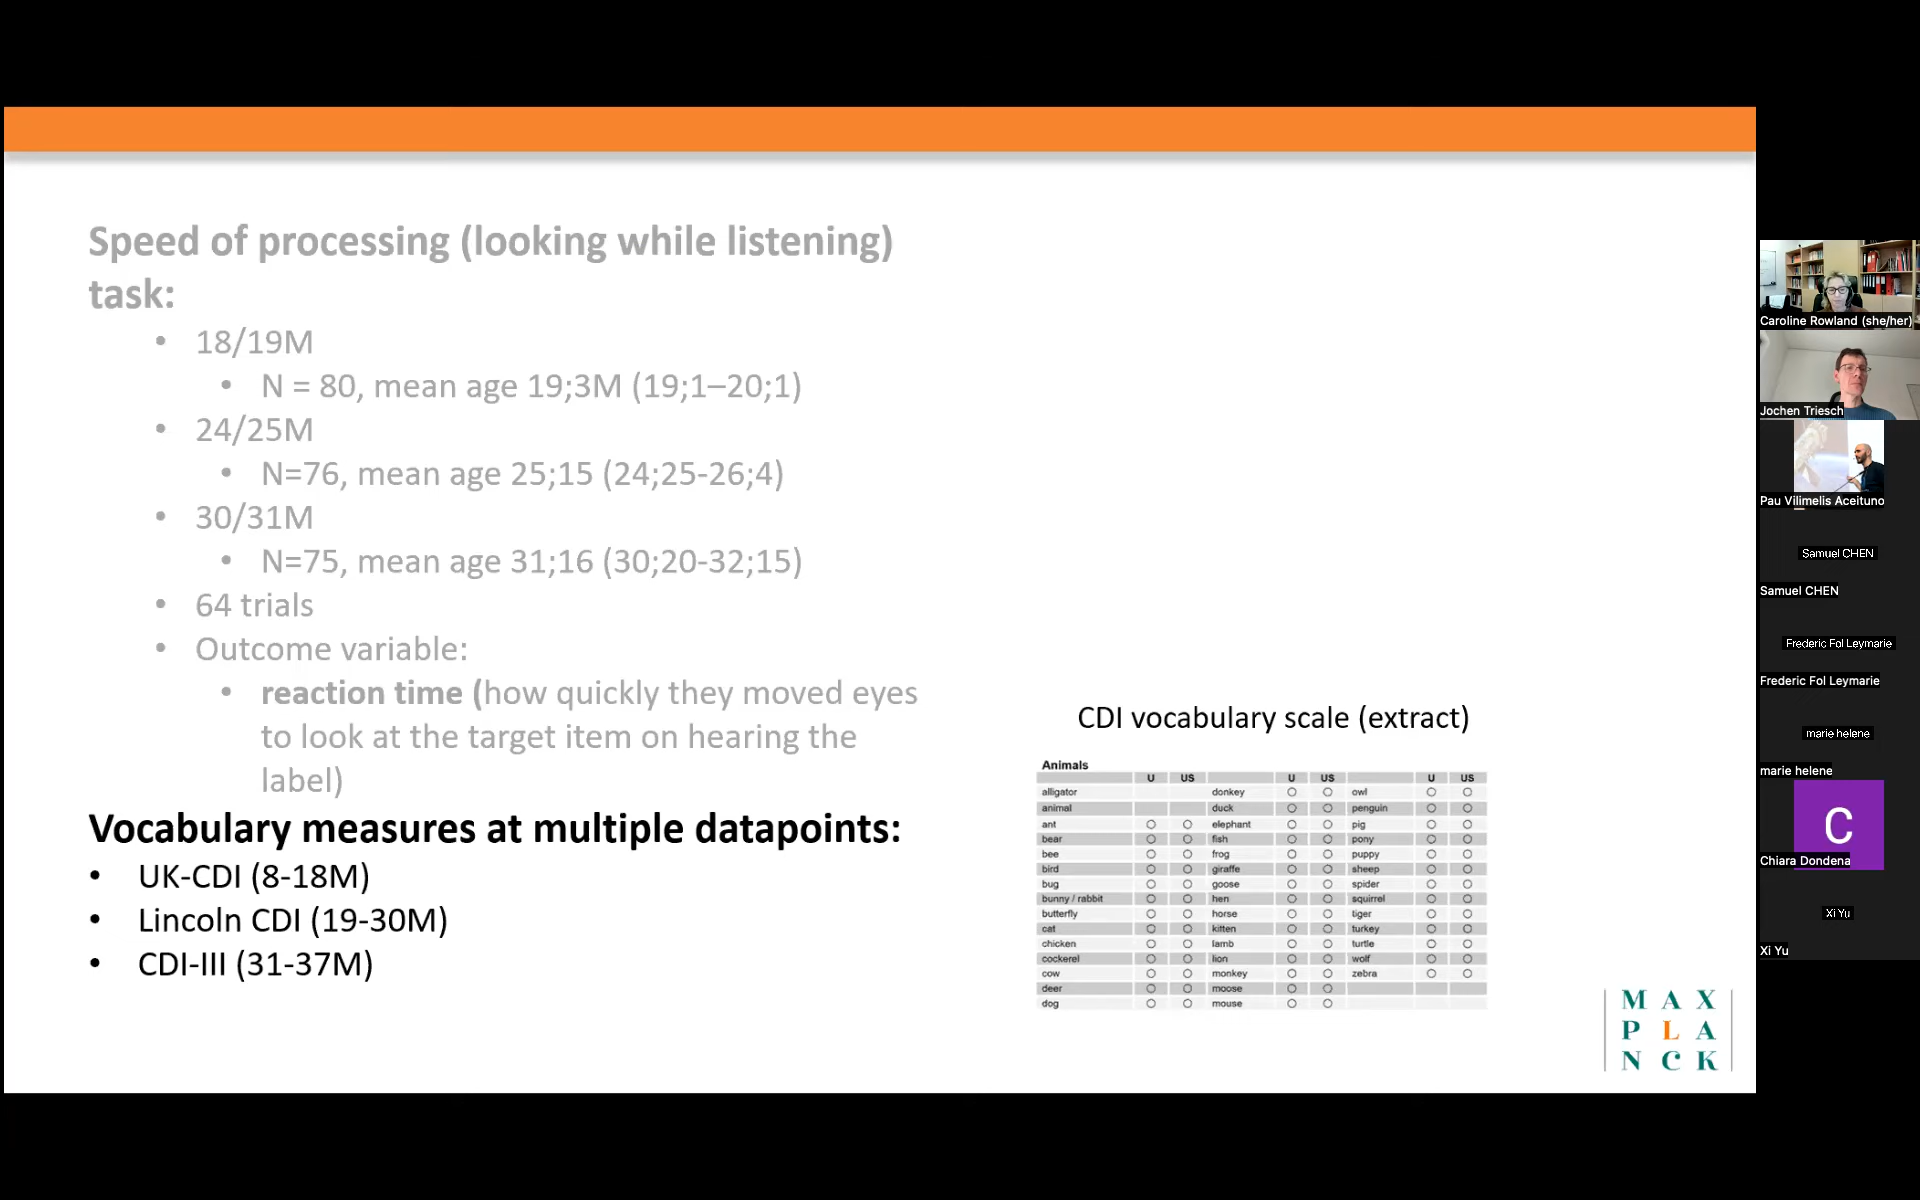 Speed of processing (looking while listening)
task:
• 18/19M
• N = 80, mean age 19;3M (19;1–20;1)
• 24/25M
• N=76, mean age 25;15 (24;25-26;4)
• 30/31M
• N=75, mean age 31;16 (30;20-32;15)
• 64 trials
• Outcome variable:
• reaction time (how quickly they moved eyes
to look at the target item on hearing the
label)
Vocabulary measures at multiple datapoints:
• UK-CDI (8-18M)
• Lincoln CDI (19-30M)
• CDI-III (31-37M)
CDI vocabulary scale (extract)
Animals
U US U US U US
alligator donkey owl
animal duck penguin
ant elephant pig
bear fish pony
bee frog puppy
bird giraffe sheep
bug goose spider
bunny / rabbit hen squirrel
butterfly horse tiger
cat kitten turkey
chicken lamb turtle
cockerel lion wolf
cow monkey zebra
deer moose
dog mouse
MAX
PLA
NCK
Caroline Rowland (she/her)
Jochen Triesch
Pau Vilimelis Aceituno
Samuel CHEN
Samuel CHEN
Frederic Fol Leymarie
Frederic Fol Leymarie
marie helene
marie helene
C
Chiara Dondena
Xi Yu
Xi Yu